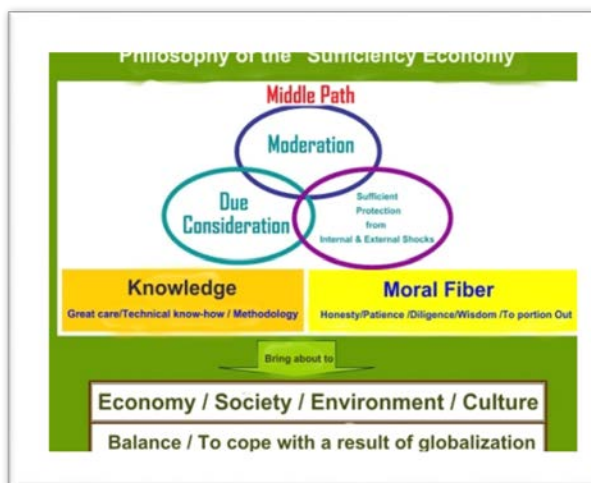 Philosophy of the Sufficiency Economy
Middle Path
Moderation
Due
Consideration
Sufficient
Protection
from
Internal & External Shocks
Knowledge
Great care/Technical know-how / Methodology
Moral Fiber
Honesty/Patience /Diligence/Wisdom /To portion Out
Bring about to
Economy / Society / Environment / Culture
Balance / To cope with a result of globalization